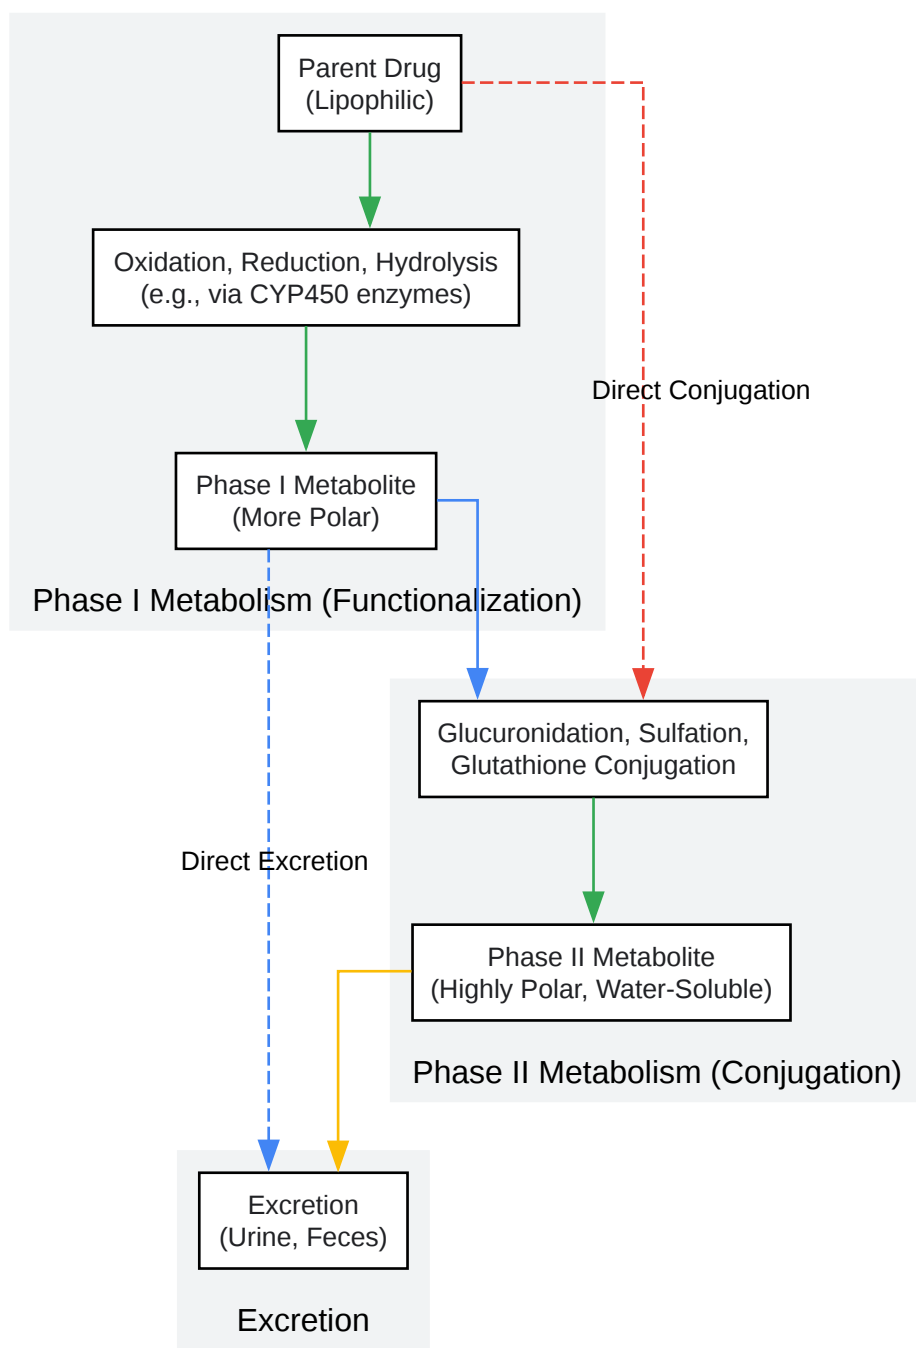 Parent Drug
(Lipophilic)
Oxidation, Reduction, Hydrolysis
(e.g., via CYP450 enzymes)
Direct Conjugation
Phase I Metabolite
(More Polar)
Phase I Metabolism (Functionalization)
Glucuronidation, Sulfation,
Glutathione Conjugation
Direct Excretion
Phase II Metabolite
(Highly Polar, Water-Soluble)
Phase II Metabolism (Conjugation)
Excretion
(Urine, Feces)
Excretion